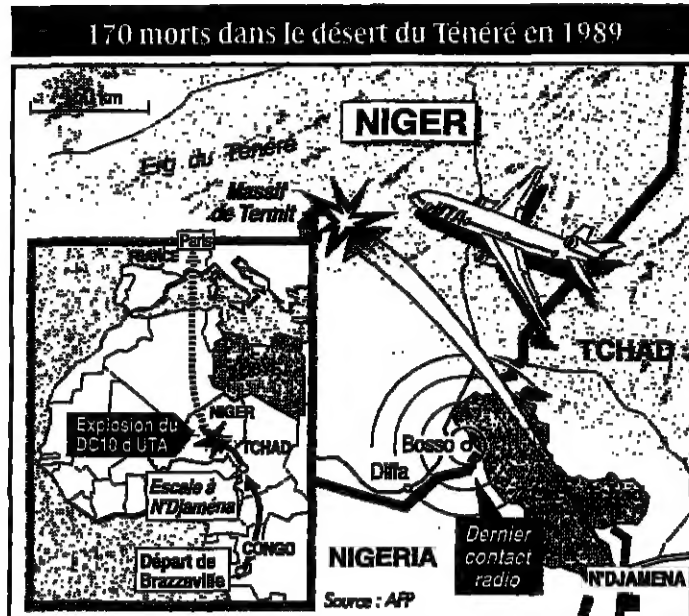 170 morts dans le désert du Ténéré en 1989
km
NIGER
Erg du Ténéré
Massif
de Termit
UTA
TCHAD
Bosso
Diffa
Dernier
contact
radio
NIGERIA
N'DJAMENA
Source : AFP
Paris
FRANCE
NIGER
TCHAD
Explosion du
DC10 d UTA
Escale à
N'Djaména
CONGO
Départ de
Brazzaville